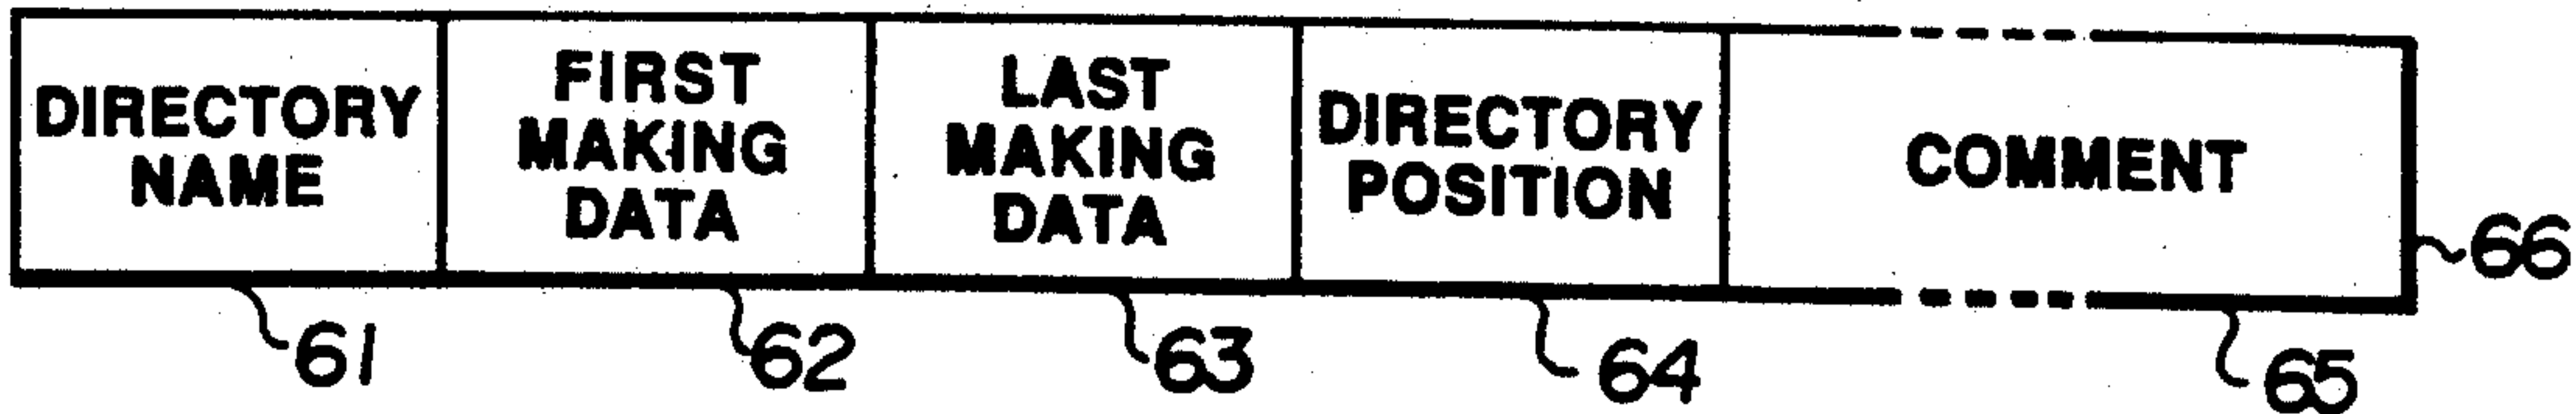 DIRECTORY
NAME
FIRST
MAKING
DATA
LAST
MAKING
DATA
DIRECTORY
POSITION
COMMENT
66
61
62
63
64
65